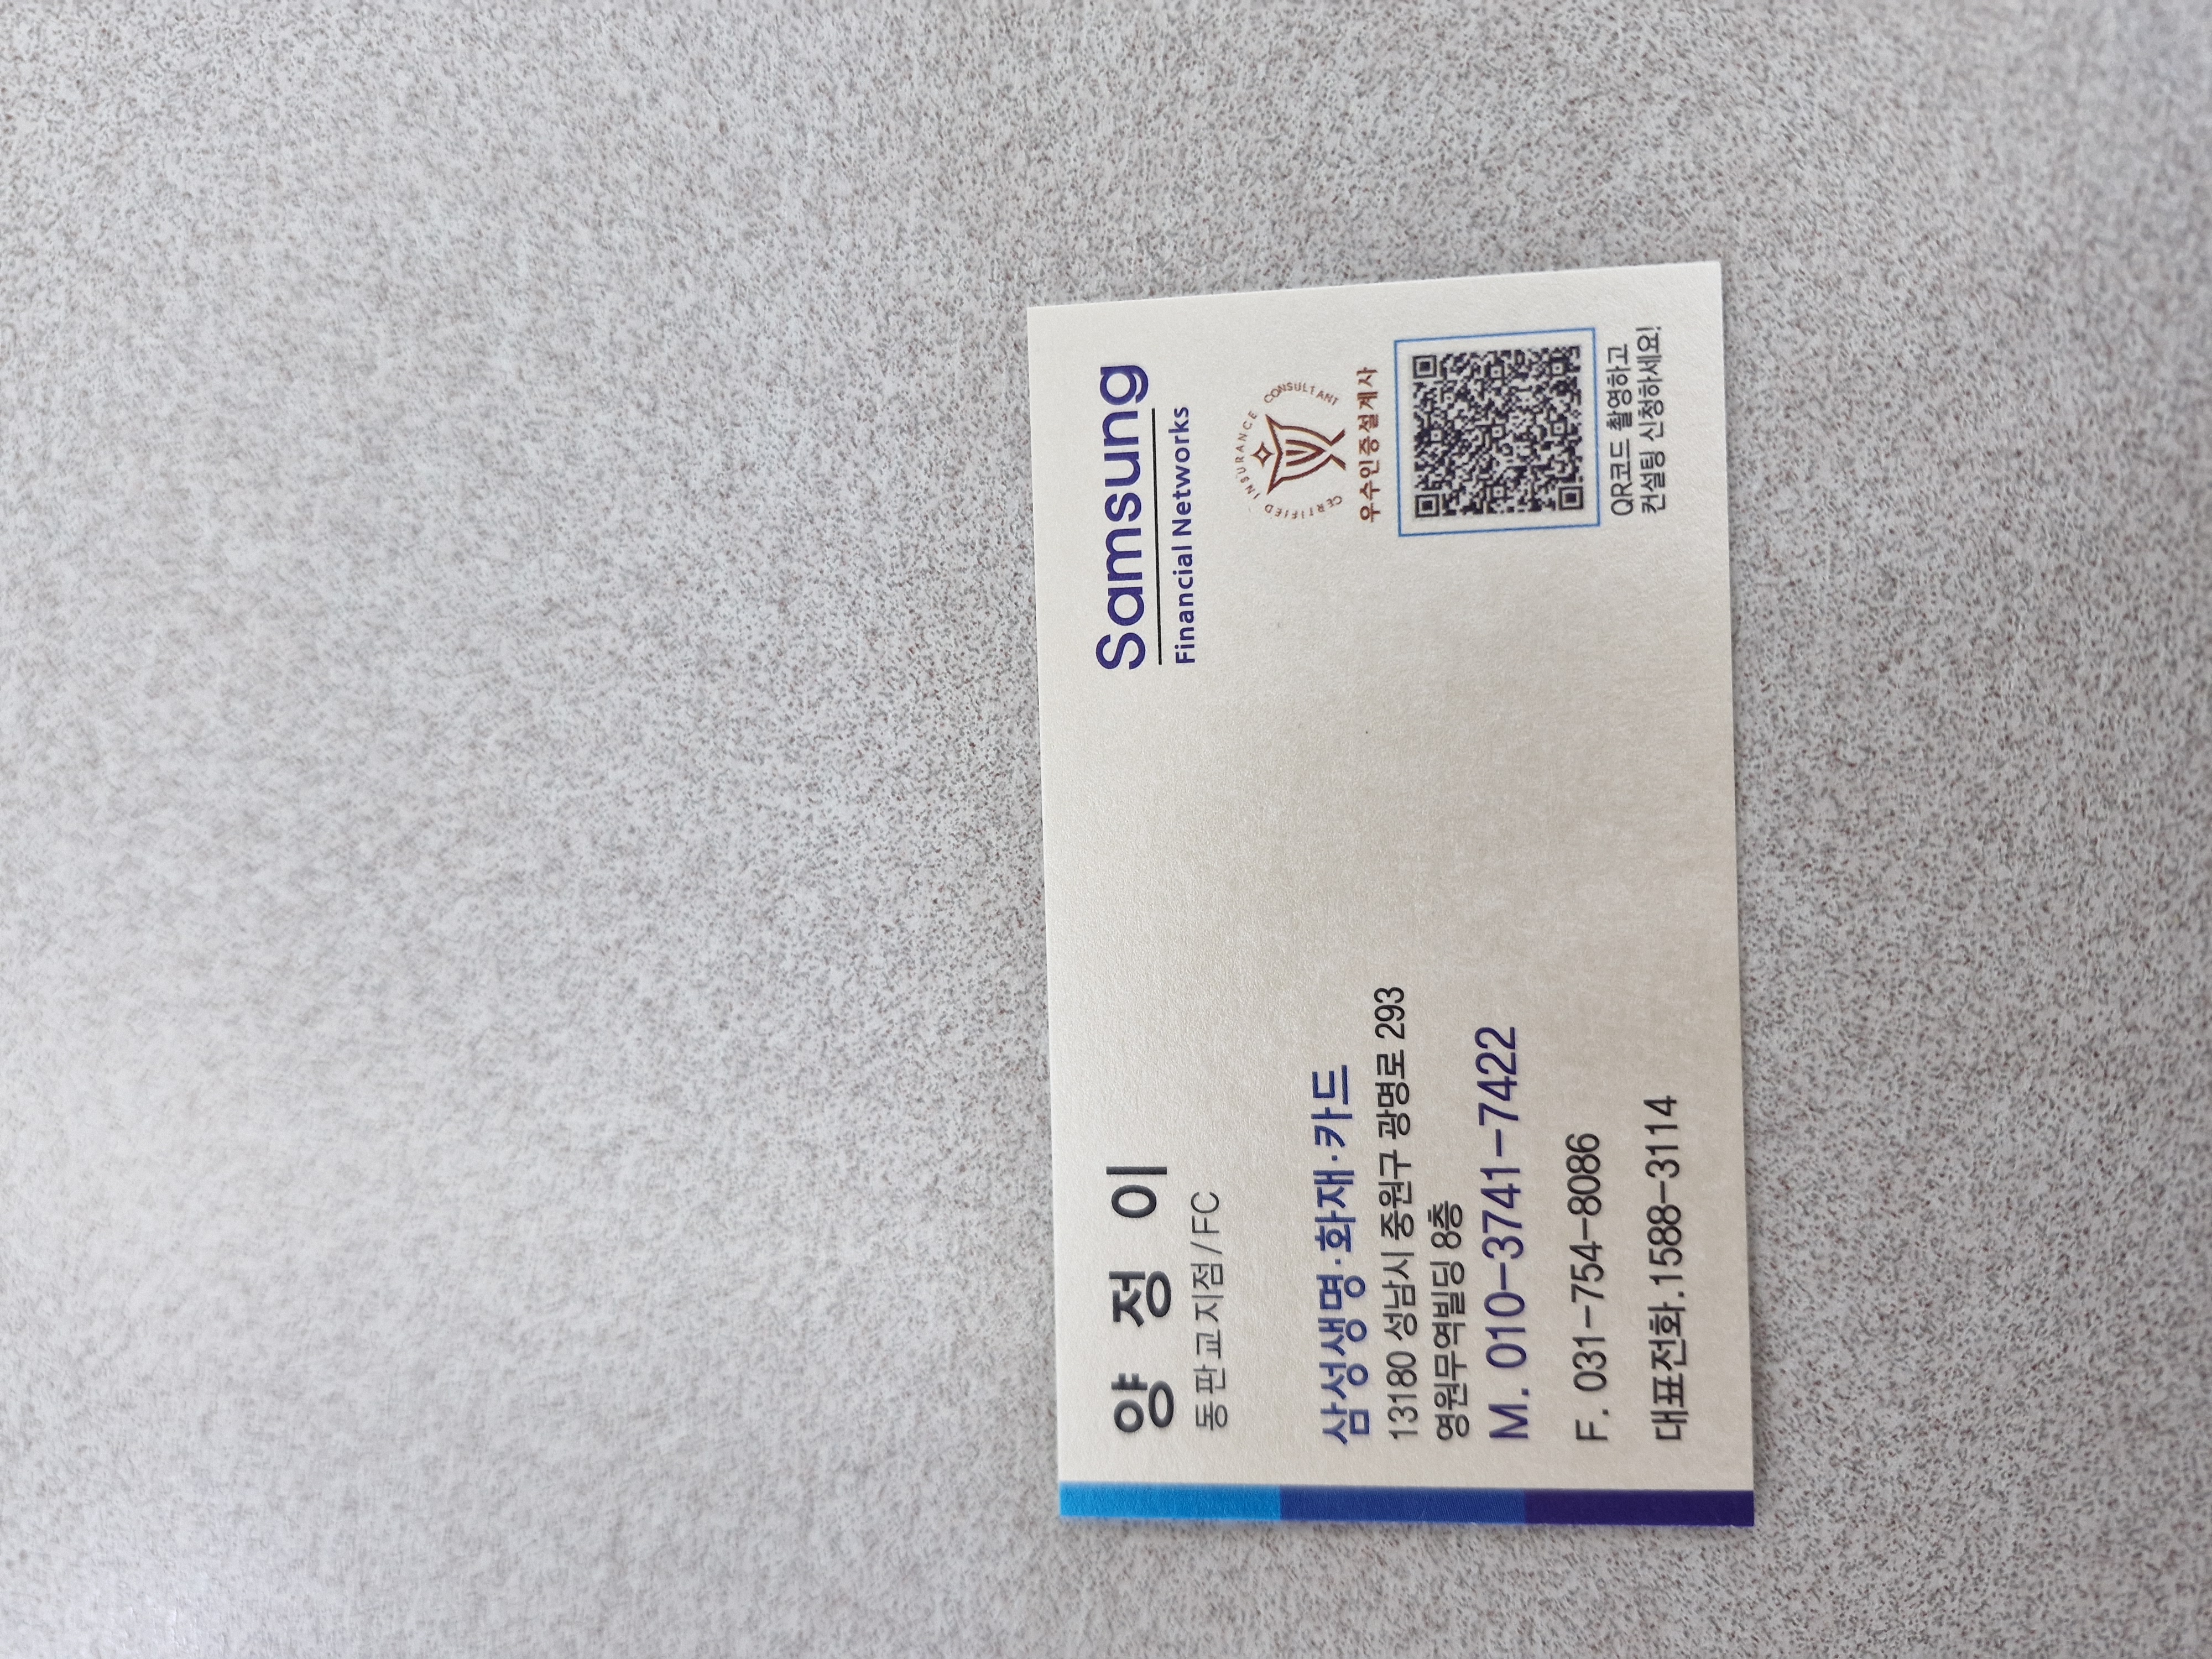 양 정 이
동판교지점/FC
Samsung
Financial Networks
CERTIFIED INSURANCE CONSULTANT
우수인증설계사
삼성생명·화재·카드
13180 성남시 중원구 광명로 293
영원무역빌딩 8층
M. 010-3741-7422
F. 031-754-8086
대표전화.1588-3114
QR코드 촬영하고
컨설팅 신청하세요!